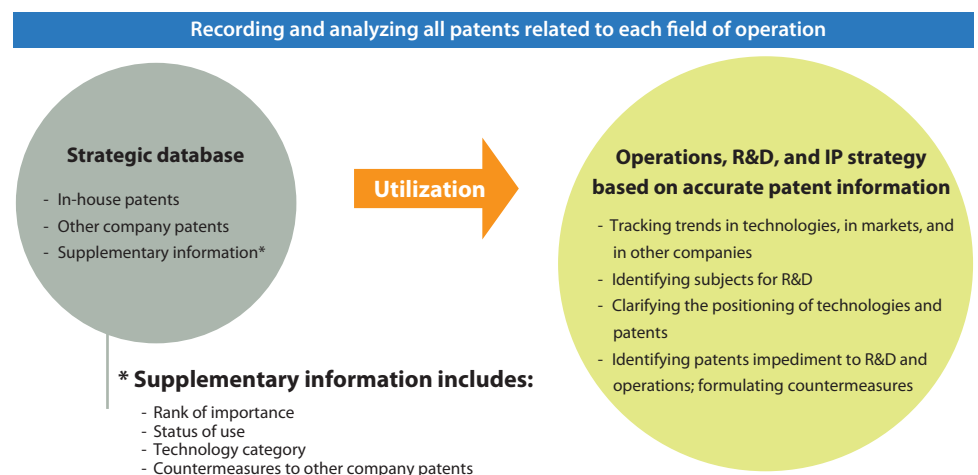 Recording and analyzing all patents related to each field of operation
Strategic database
- In-house patents
- Other company patents
- Supplementary information*
Utilization
Operations, R&D, and IP strategy
based on accurate patent information
- Tracking trends in technologies, in markets, and
in other companies
- Identifying subjects for R&D
- Clarifying the positioning of technologies and
patents
- Identifying patents impediment to R&D and
operations; formulating countermeasures
* Supplementary information includes:
- Rank of importance
- Status of use
- Technology category
- Countermeasures to other company patents